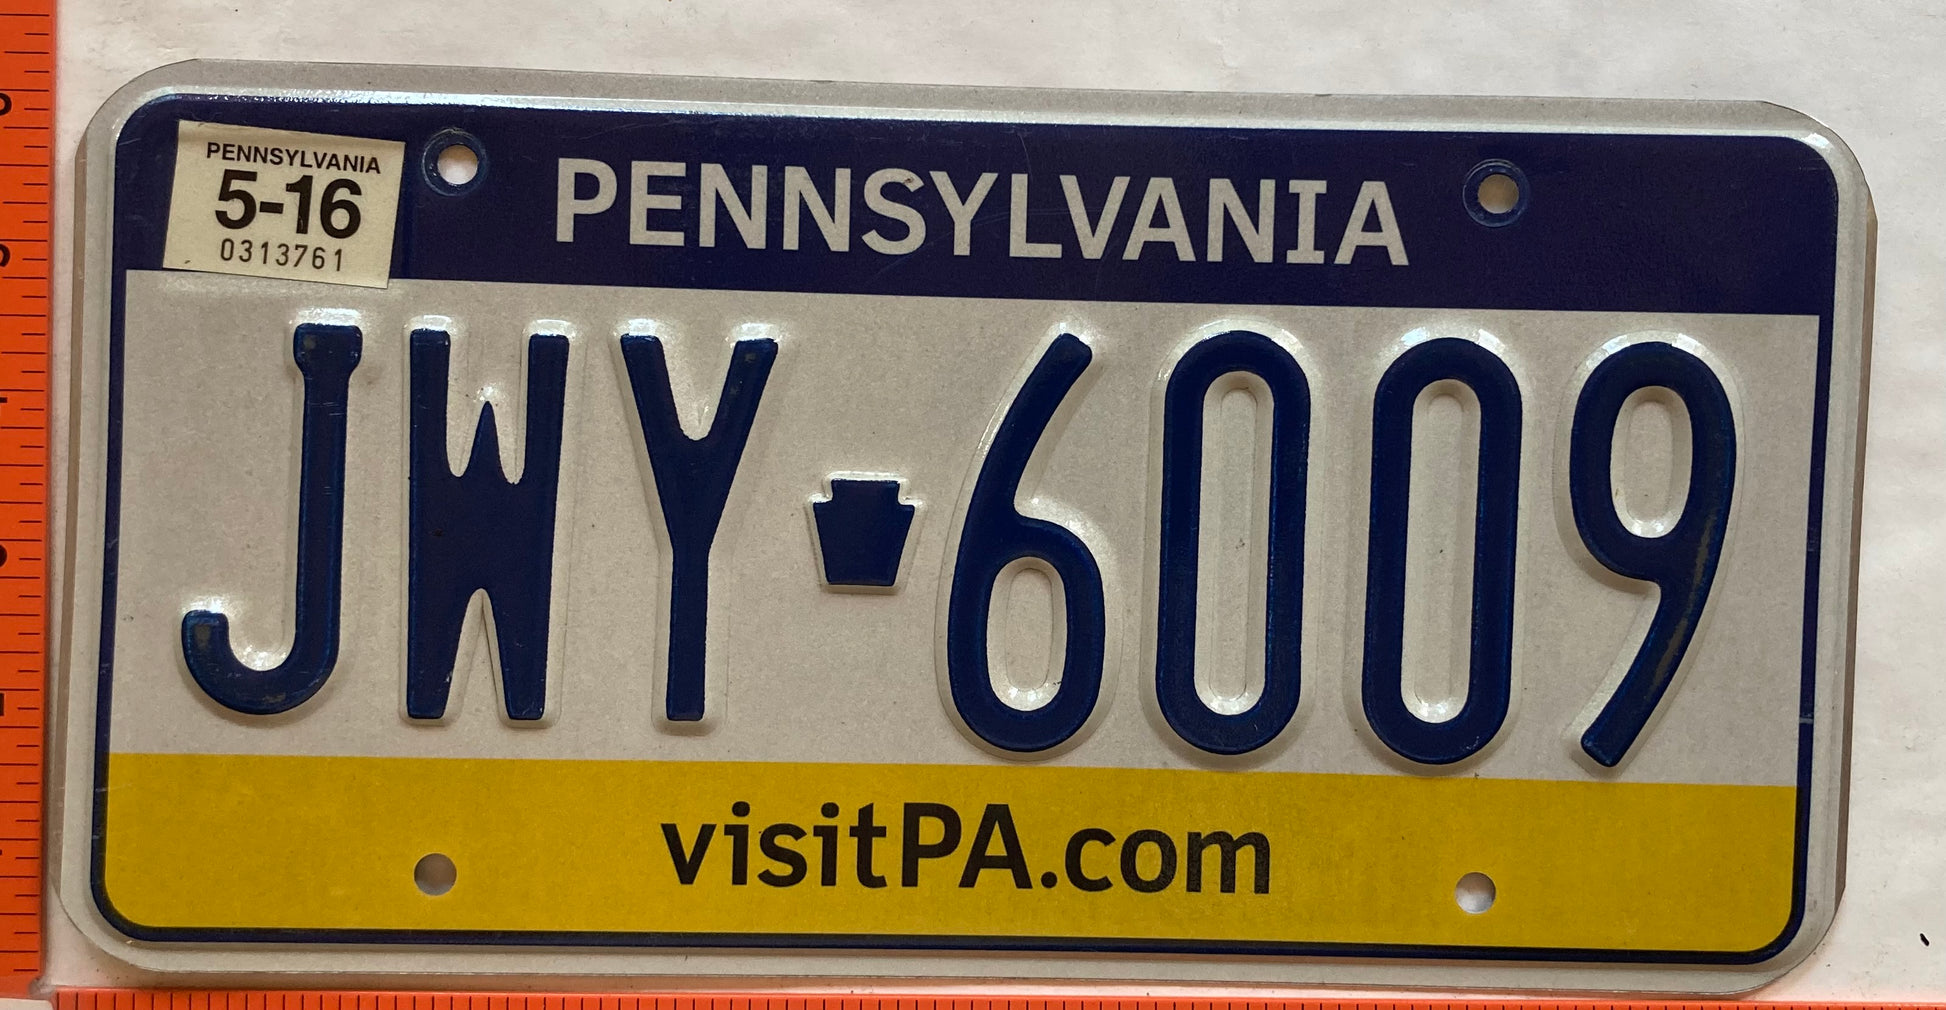 PENNSYLVANIA
5-16
0313761
PENNSYLVANIA
JWY 6009
visitPA.com